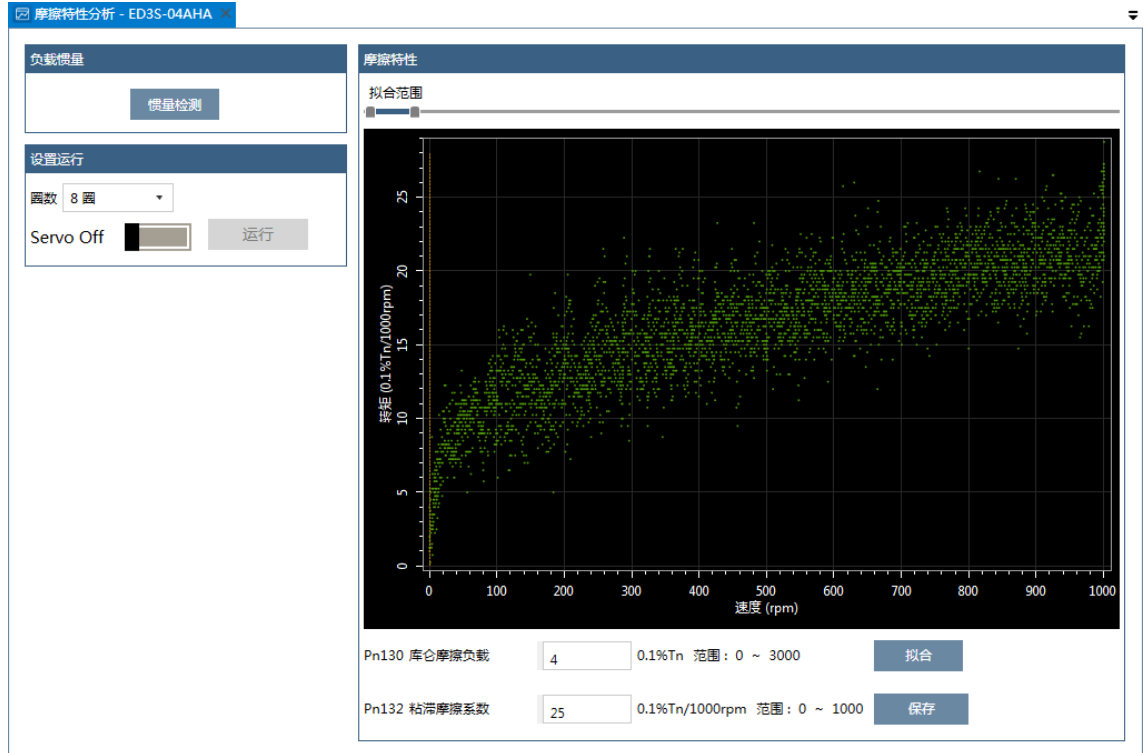 摩擦特性分析 - ED3S-04AHA
负载惯量
惯量检测
设置运行
圈数 8 圈
Servo Off 运行
摩擦特性
拟合范围
转矩 (0.1%Tn/1000rpm)
25
20
15
10
5
0
0 100 200 300 400 500 600 700 800 900 1000
速度 (rpm)
Pn130 库仑摩擦负载 4 0.1%Tn 范围: 0 ~ 3000 拟合
Pn132 粘滞摩擦系数 25 0.1%Tn/1000rpm 范围: 0 ~ 1000 保存